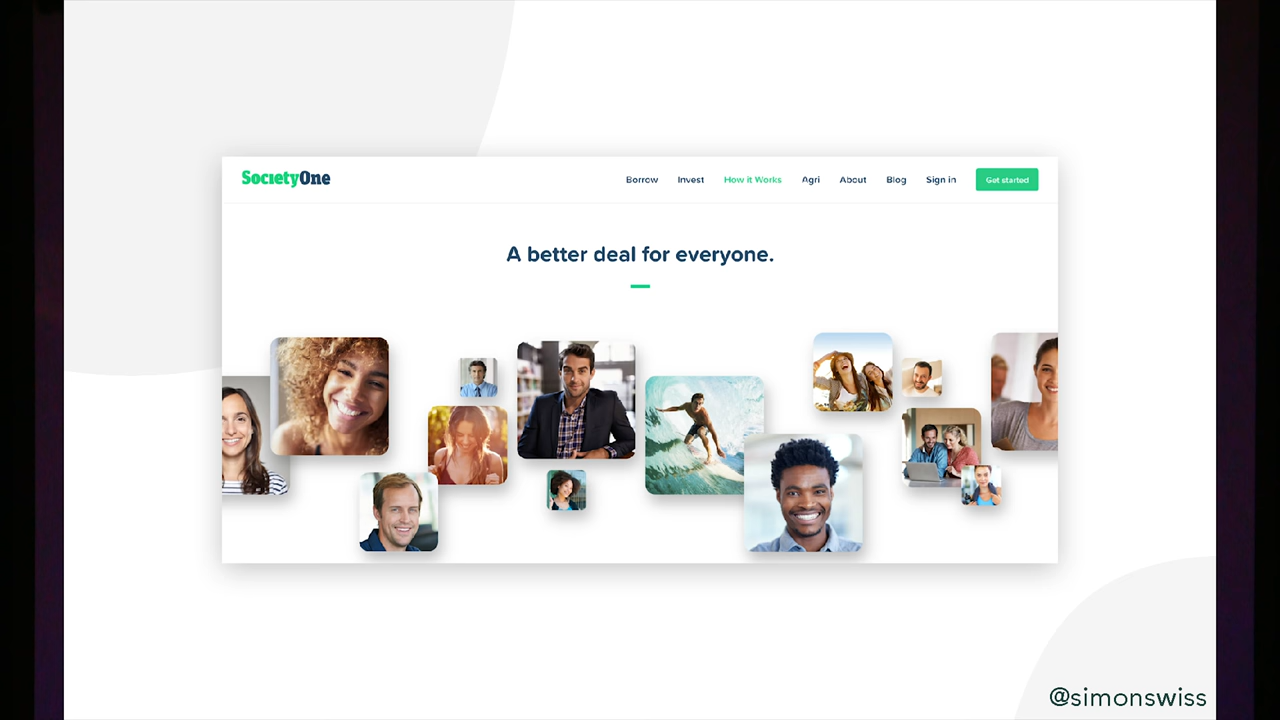 SocietyOne
Borrow Invest How it Works Agri About Blog Sign in Get started
A better deal for everyone.
@simonswiss